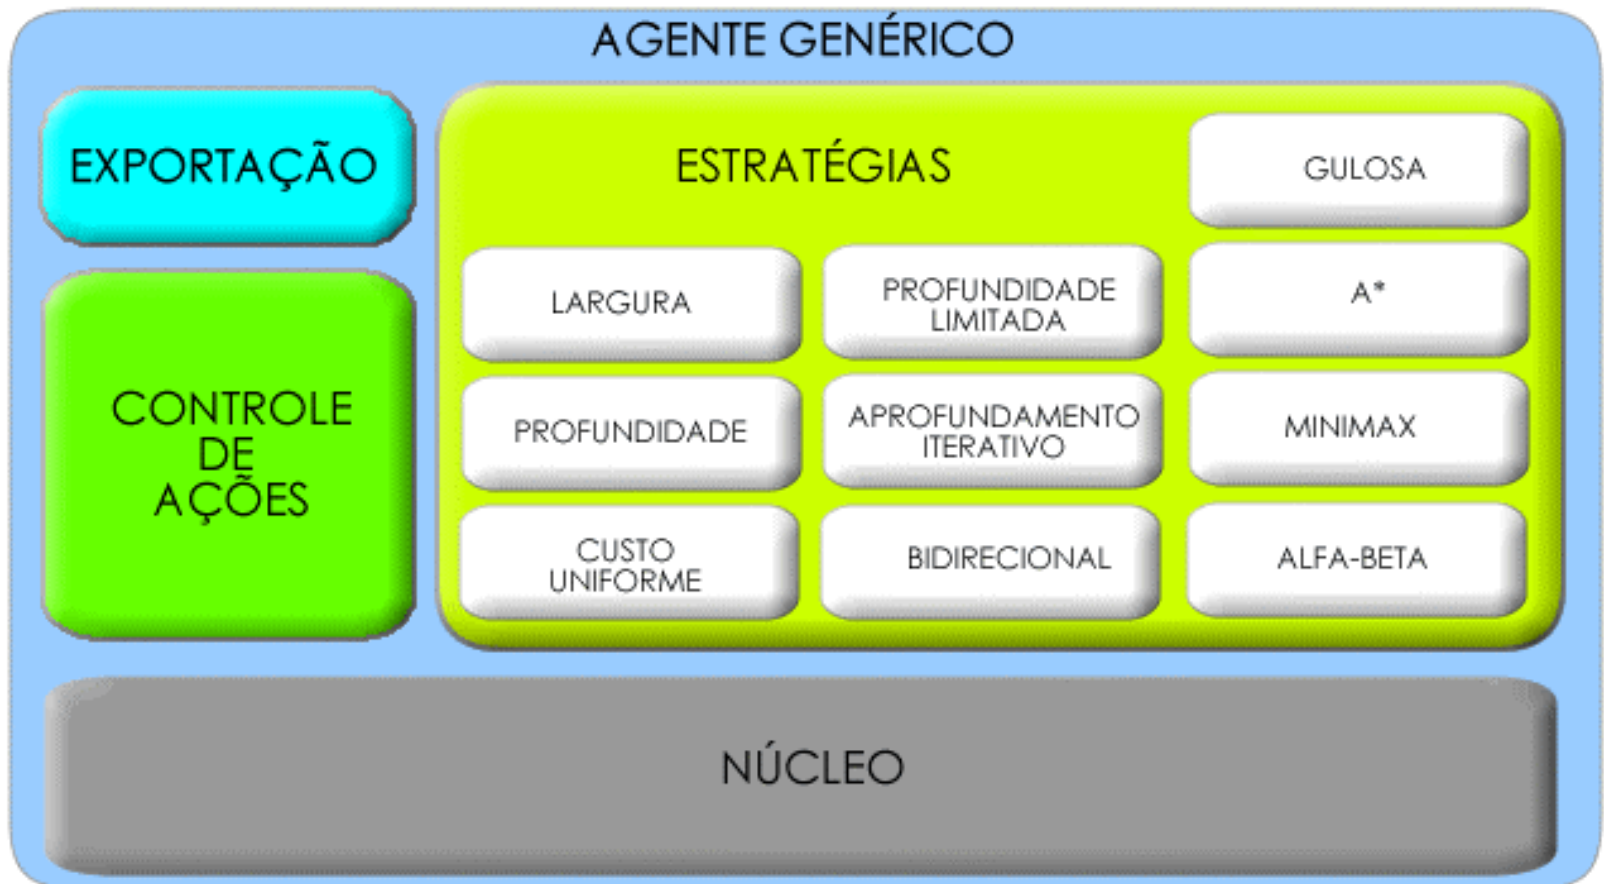 AGENTE GENÉRICO
EXPORTAÇÃO
CONTROLE
DE
AÇÕES
ESTRATÉGIAS
GULOSA
LARGURA
PROFUNDIDADE
LIMITADA
A*
PROFUNDIDADE
APROFUNDAMENTO
ITERATIVO
MINIMAX
CUSTO
UNIFORME
BIDIRECIONAL
ALFA-BETA
NÚCLEO